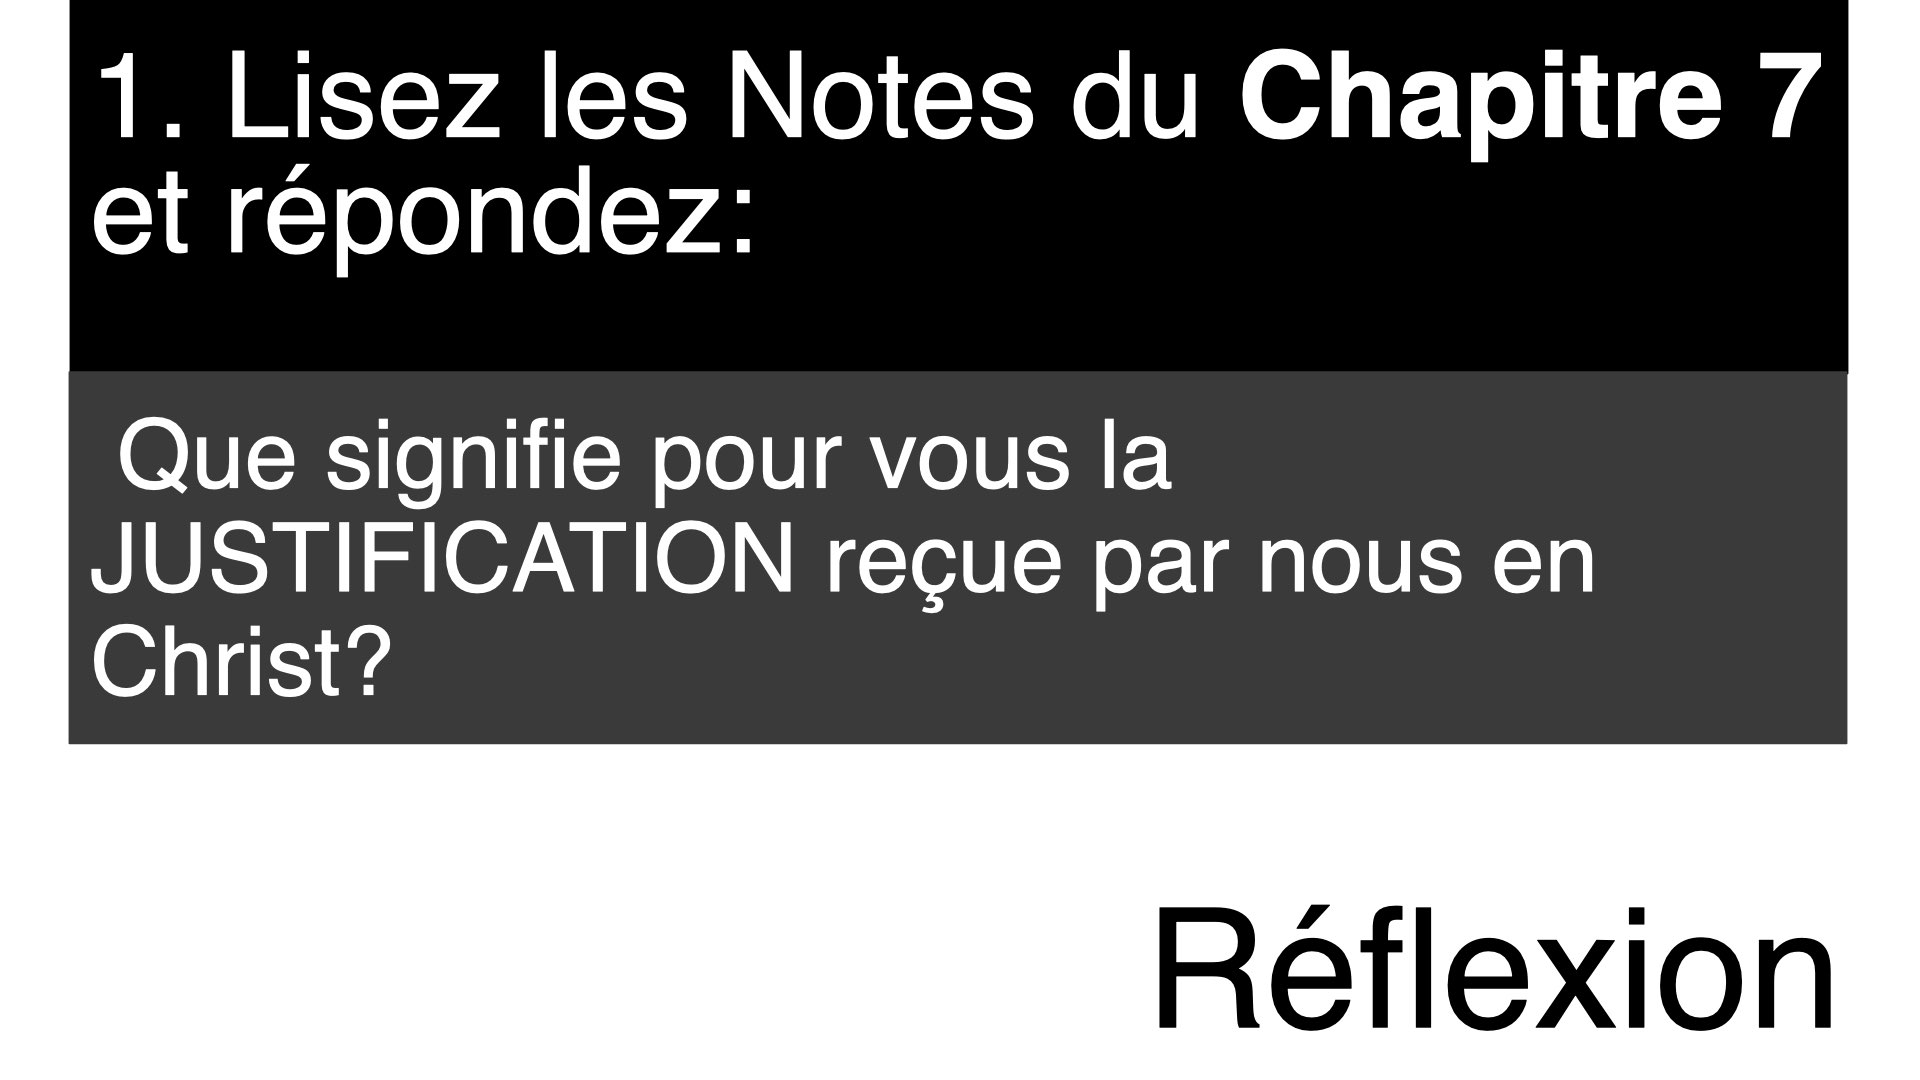 1. Lisez les Notes du Chapitre 7
et répondez:
Que signifie pour vous la
JUSTIFICATION reçue par nous en
Christ?
Réflexion